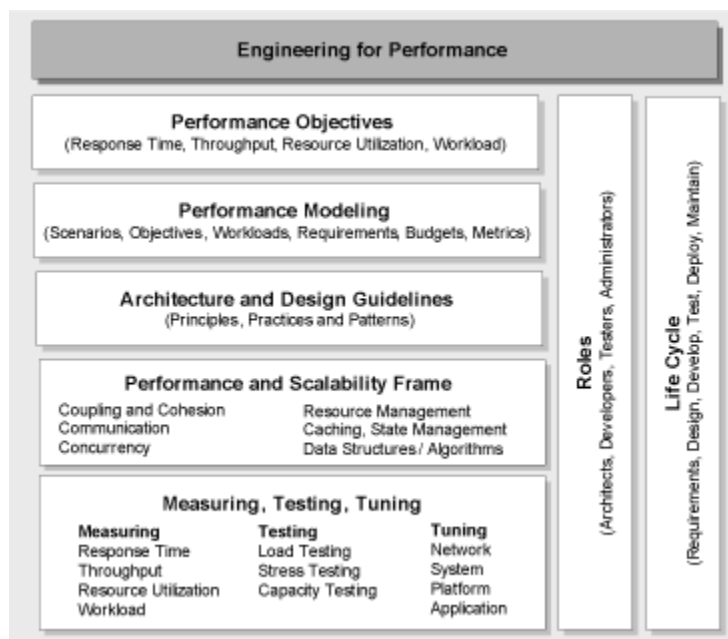 Engineering for Performance
Performance Objectives
(Response Time, Throughput, Resource Utilization, Workload)
Performance Modeling
(Scenarios, Objectives, Workloads, Requirements, Budgets, Metrics)
Architecture and Design Guidelines
(Principles, Practices and Patterns)
Performance and Scalability Frame
Coupling and Cohesion
Communication
Concurrency
Resource Management
Caching, State Management
Data Structures / Algorithms
Measuring, Testing, Tuning
Measuring
Response Time
Throughput
Resource Utilization
Workload
Testing
Load Testing
Stress Testing
Capacity Testing
Tuning
Network
System
Platform
Application
Roles
(Architects, Developers, Testers, Administrators)
Life Cycle
(Requirements, Design, Develop, Test, Deploy, Maintain)